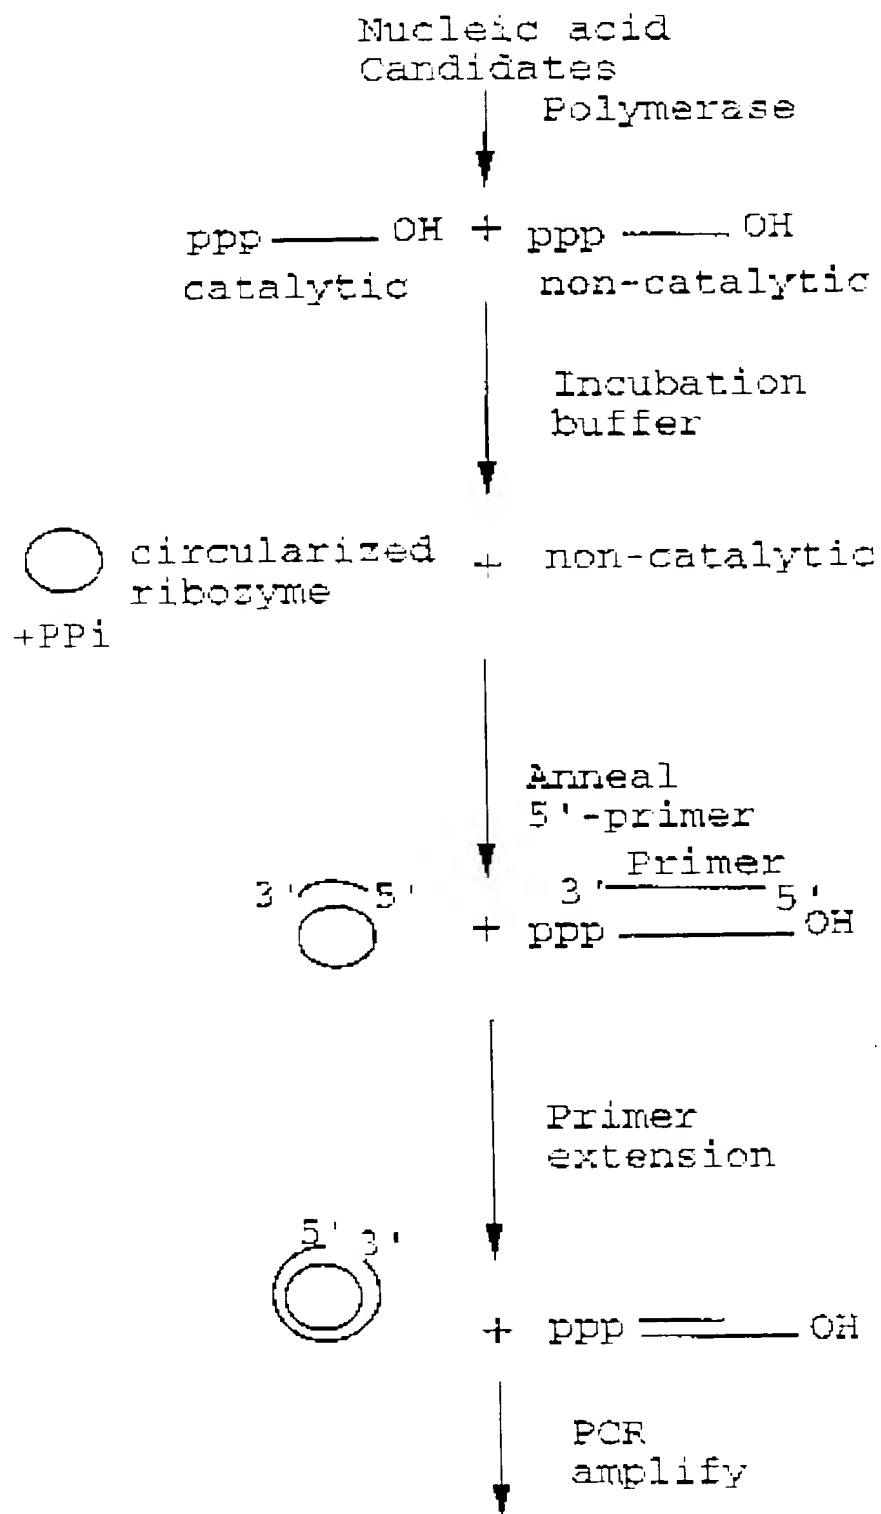 Nucleic acid
Candidates
Polymerase
ppp OH + ppp OH
catalytic non-catalytic
Incubation
buffer
circularized + non-catalytic
ribozyme
+PPi
Anneal
5'-primer
Primer
3' 5' 3' 5'
+ ppp OH
Primer
extension
5' 3'
+ ppp OH
PCR
amplify